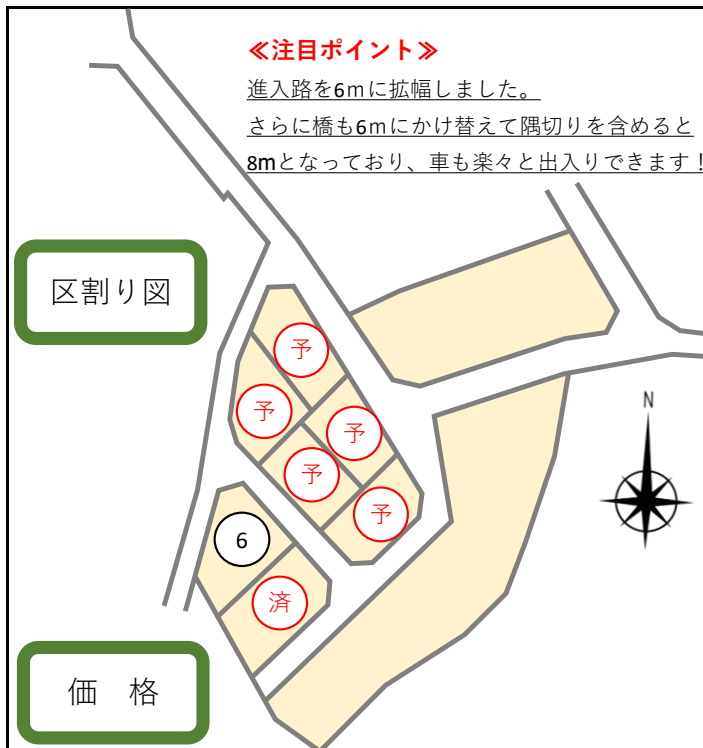 ≪注目ポイント≫
進入路を6ｍに拡幅しました。
さらに橋も6ｍにかけ替えて隅切りを含めると
8mとなっており、車も楽々と出入りできます！
区割り図
予
予
予
予
予
N
6
済
価　格